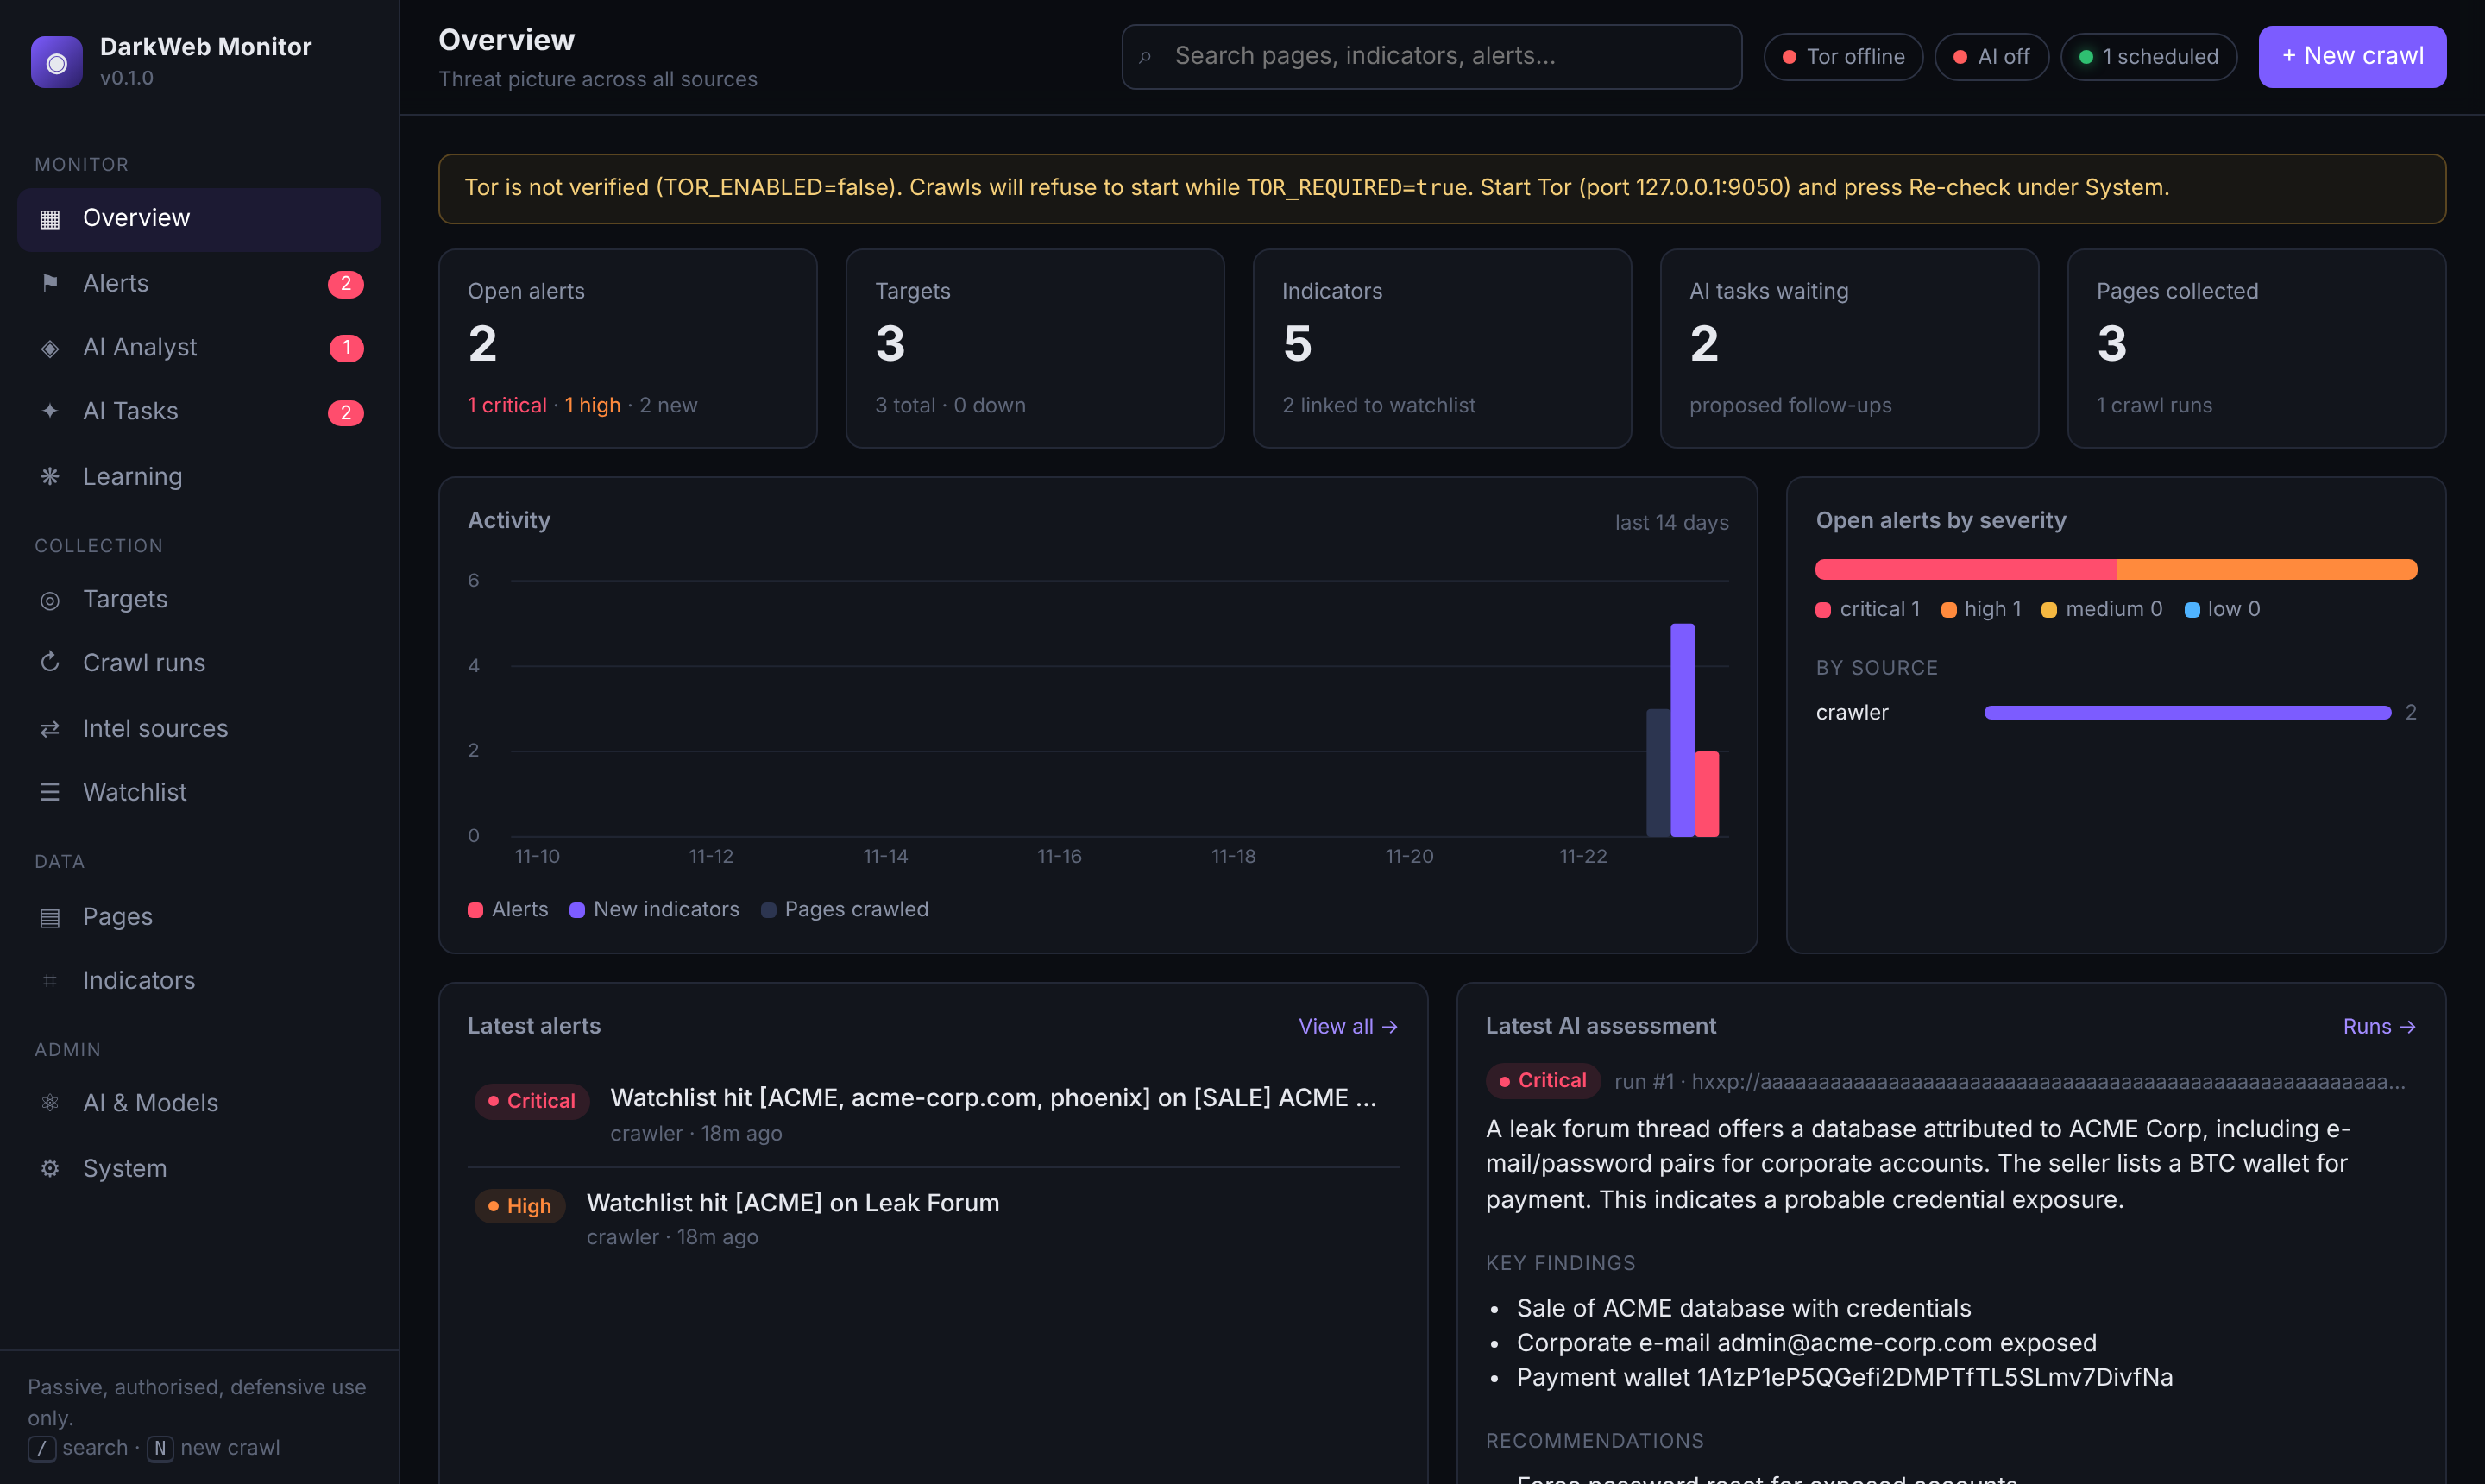 DarkWeb Monitor
v0.1.0
MONITOR
Overview
Alerts 2
AI Analyst 1
AI Tasks 2
Learning
COLLECTION
Targets
Crawl runs
Intel sources
Watchlist
DATA
Pages
Indicators
ADMIN
AI & Models
System
Passive, authorised, defensive use
only.
/ search · N new crawl
Overview
Threat picture across all sources
Search pages, indicators, alerts...
Tor offline
AI off
1 scheduled
+ New crawl
Tor is not verified (TOR_ENABLED=false). Crawls will refuse to start while TOR_REQUIRED=true. Start Tor (port 127.0.0.1:9050) and press Re-check under System.
Open alerts
2
1 critical · 1 high · 2 new
Targets
3
3 total · 0 down
Indicators
5
2 linked to watchlist
AI tasks waiting
2
proposed follow-ups
Pages collected
3
1 crawl runs
Activity
last 14 days
6
4
2
0
11-10 11-12 11-14 11-16 11-18 11-20 11-22
Alerts New indicators Pages crawled
Open alerts by severity
critical 1 high 1 medium 0 low 0
BY SOURCE
crawler 2
Latest alerts
View all →
Critical Watchlist hit [ACME, acme-corp.com, phoenix] on [SALE] ACME ...
crawler · 18m ago
High Watchlist hit [ACME] on Leak Forum
crawler · 18m ago
Latest AI assessment
Runs →
Critical run #1 · hxxp://aaaaaaaaaaaaaaaaaaaaaaaaaaaaaaaaaaaaaaaaaaaaaaaaaaaaaa...
A leak forum thread offers a database attributed to ACME Corp, including e-
mail/password pairs for corporate accounts. The seller lists a BTC wallet for
payment. This indicates a probable credential exposure.
KEY FINDINGS
• Sale of ACME database with credentials
• Corporate e-mail admin@acme-corp.com exposed
• Payment wallet 1A1zP1eP5QGefi2DMPTfTL5SLmv7DivfNa
RECOMMENDATIONS
Force password reset for exposed accounts